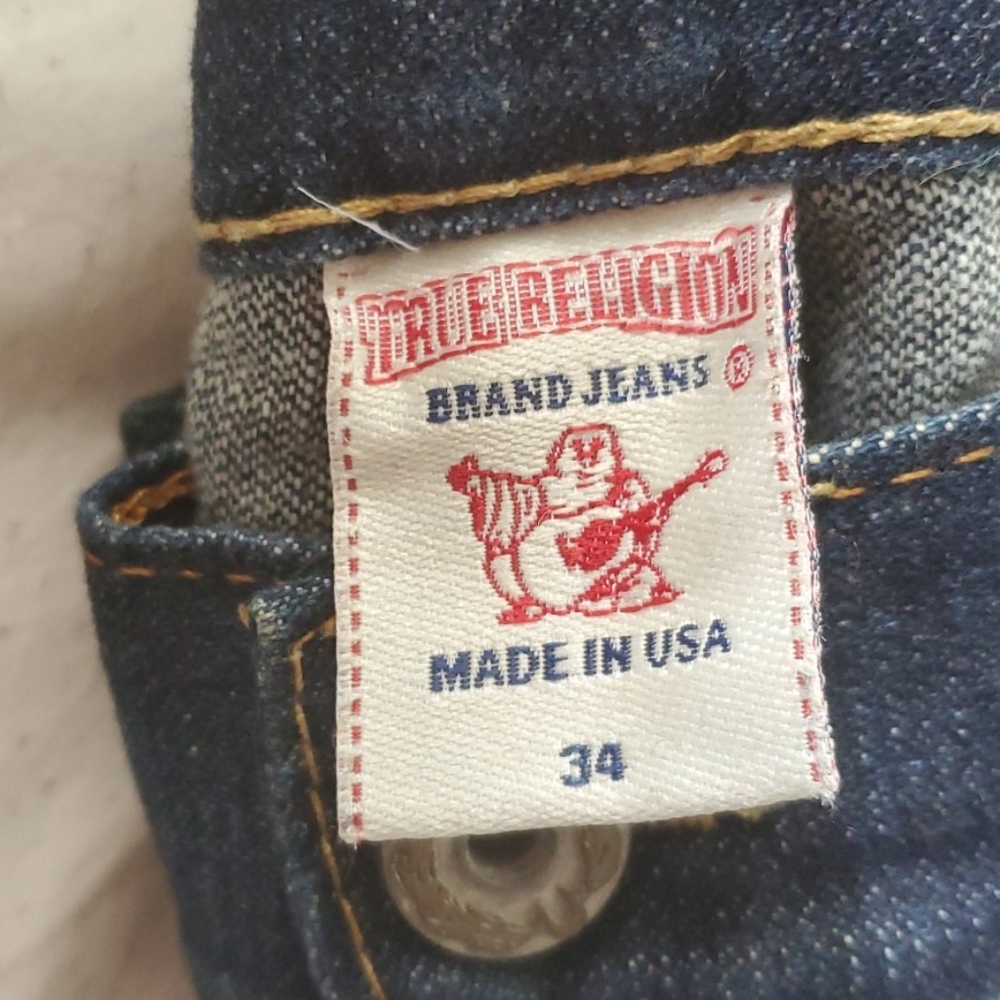 TRUE RELIGION
BRAND JEANS ®
MADE IN USA
34